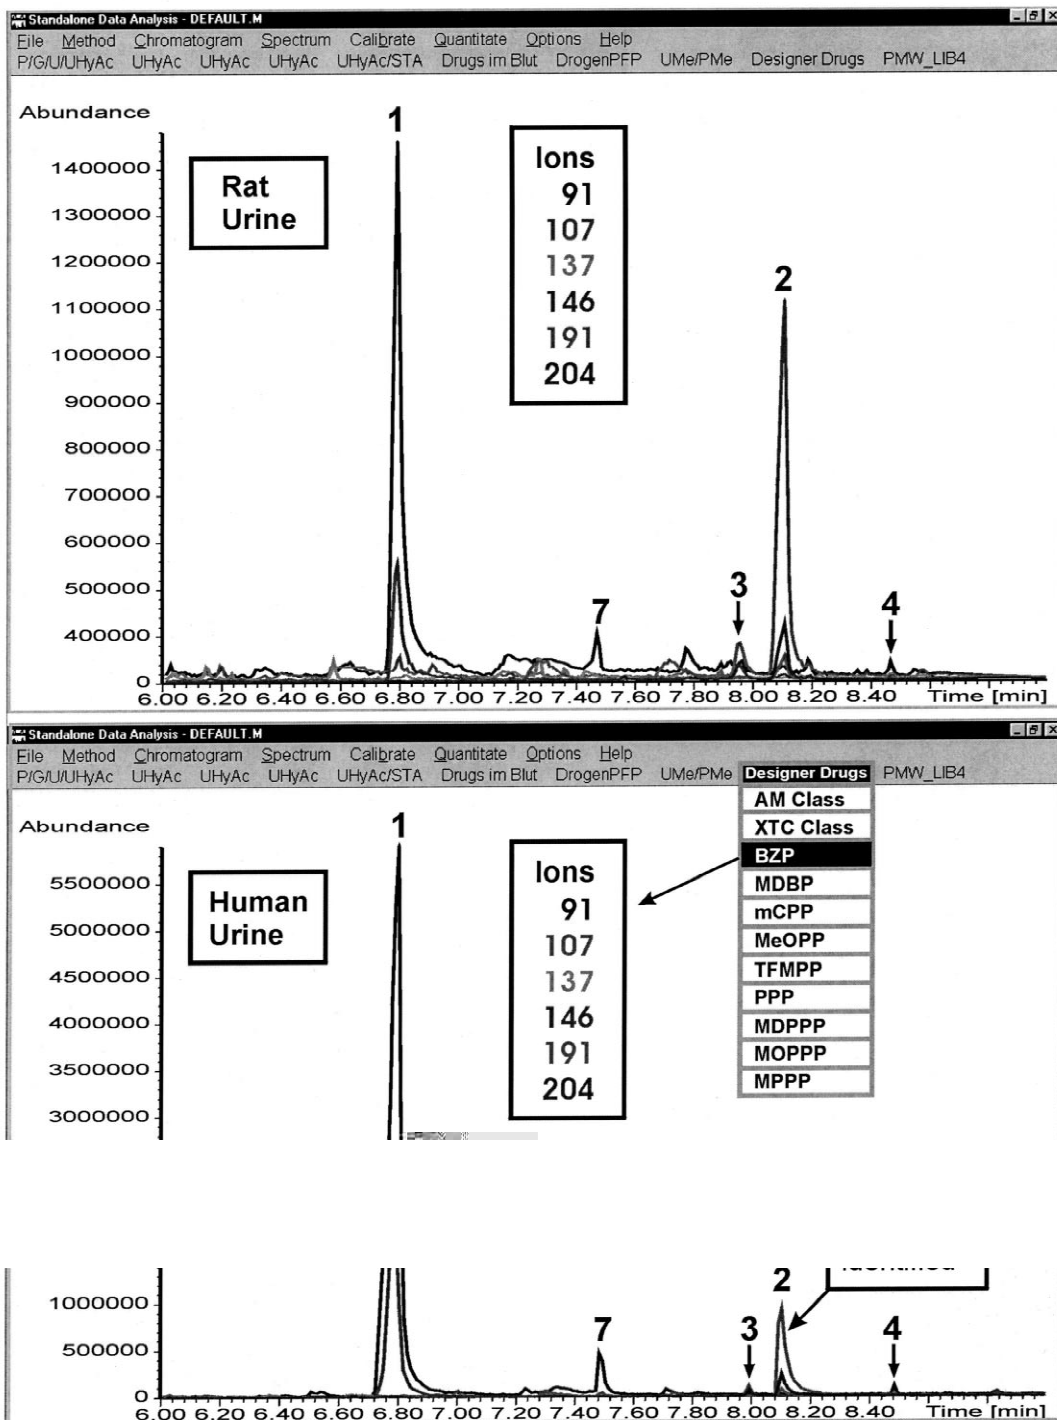 Standalone Data Analysis - DEFAULT.M
File Method Chromatogram Spectrum Calibrate Quantitate Options Help
P/G/U/UHyAc UHyAc UHyAc UHyAc UHyAc/STA Drugs im Blut DrogenPFP UMe/PMe Designer Drugs PMW_LIB4
Abundance
1
1400000
1300000
1200000
1100000
1000000
900000
800000
700000
600000
500000
400000
0
Rat
Urine
Ions
91
107
137
146
191
204
2
7
3
4
6.00 6.20 6.40 6.60 6.80 7.00 7.20 7.40 7.60 7.80 8.00 8.20 8.40 Time [min]
Standalone Data Analysis - DEFAULT.M
File Method Chromatogram Spectrum Calibrate Quantitate Options Help
P/G/U/UHyAc UHyAc UHyAc UHyAc UHyAc/STA Drugs im Blut DrogenPFP UMe/PMe Designer Drugs PMW_LIB4
AM Class
XTC Class
BZP
MDBP
mCPP
MeOPP
TFMPP
PPP
MDPPP
MOPPP
MPPP
Abundance
1
5500000
5000000
4500000
4000000
3500000
3000000
Human
Urine
Ions
91
107
137
146
191
204
1000000
500000
0
7
3
2
4
6.00 6.20 6.40 6.60 6.80 7.00 7.20 7.40 7.60 7.80 8.00 8.20 8.40 Time [min]